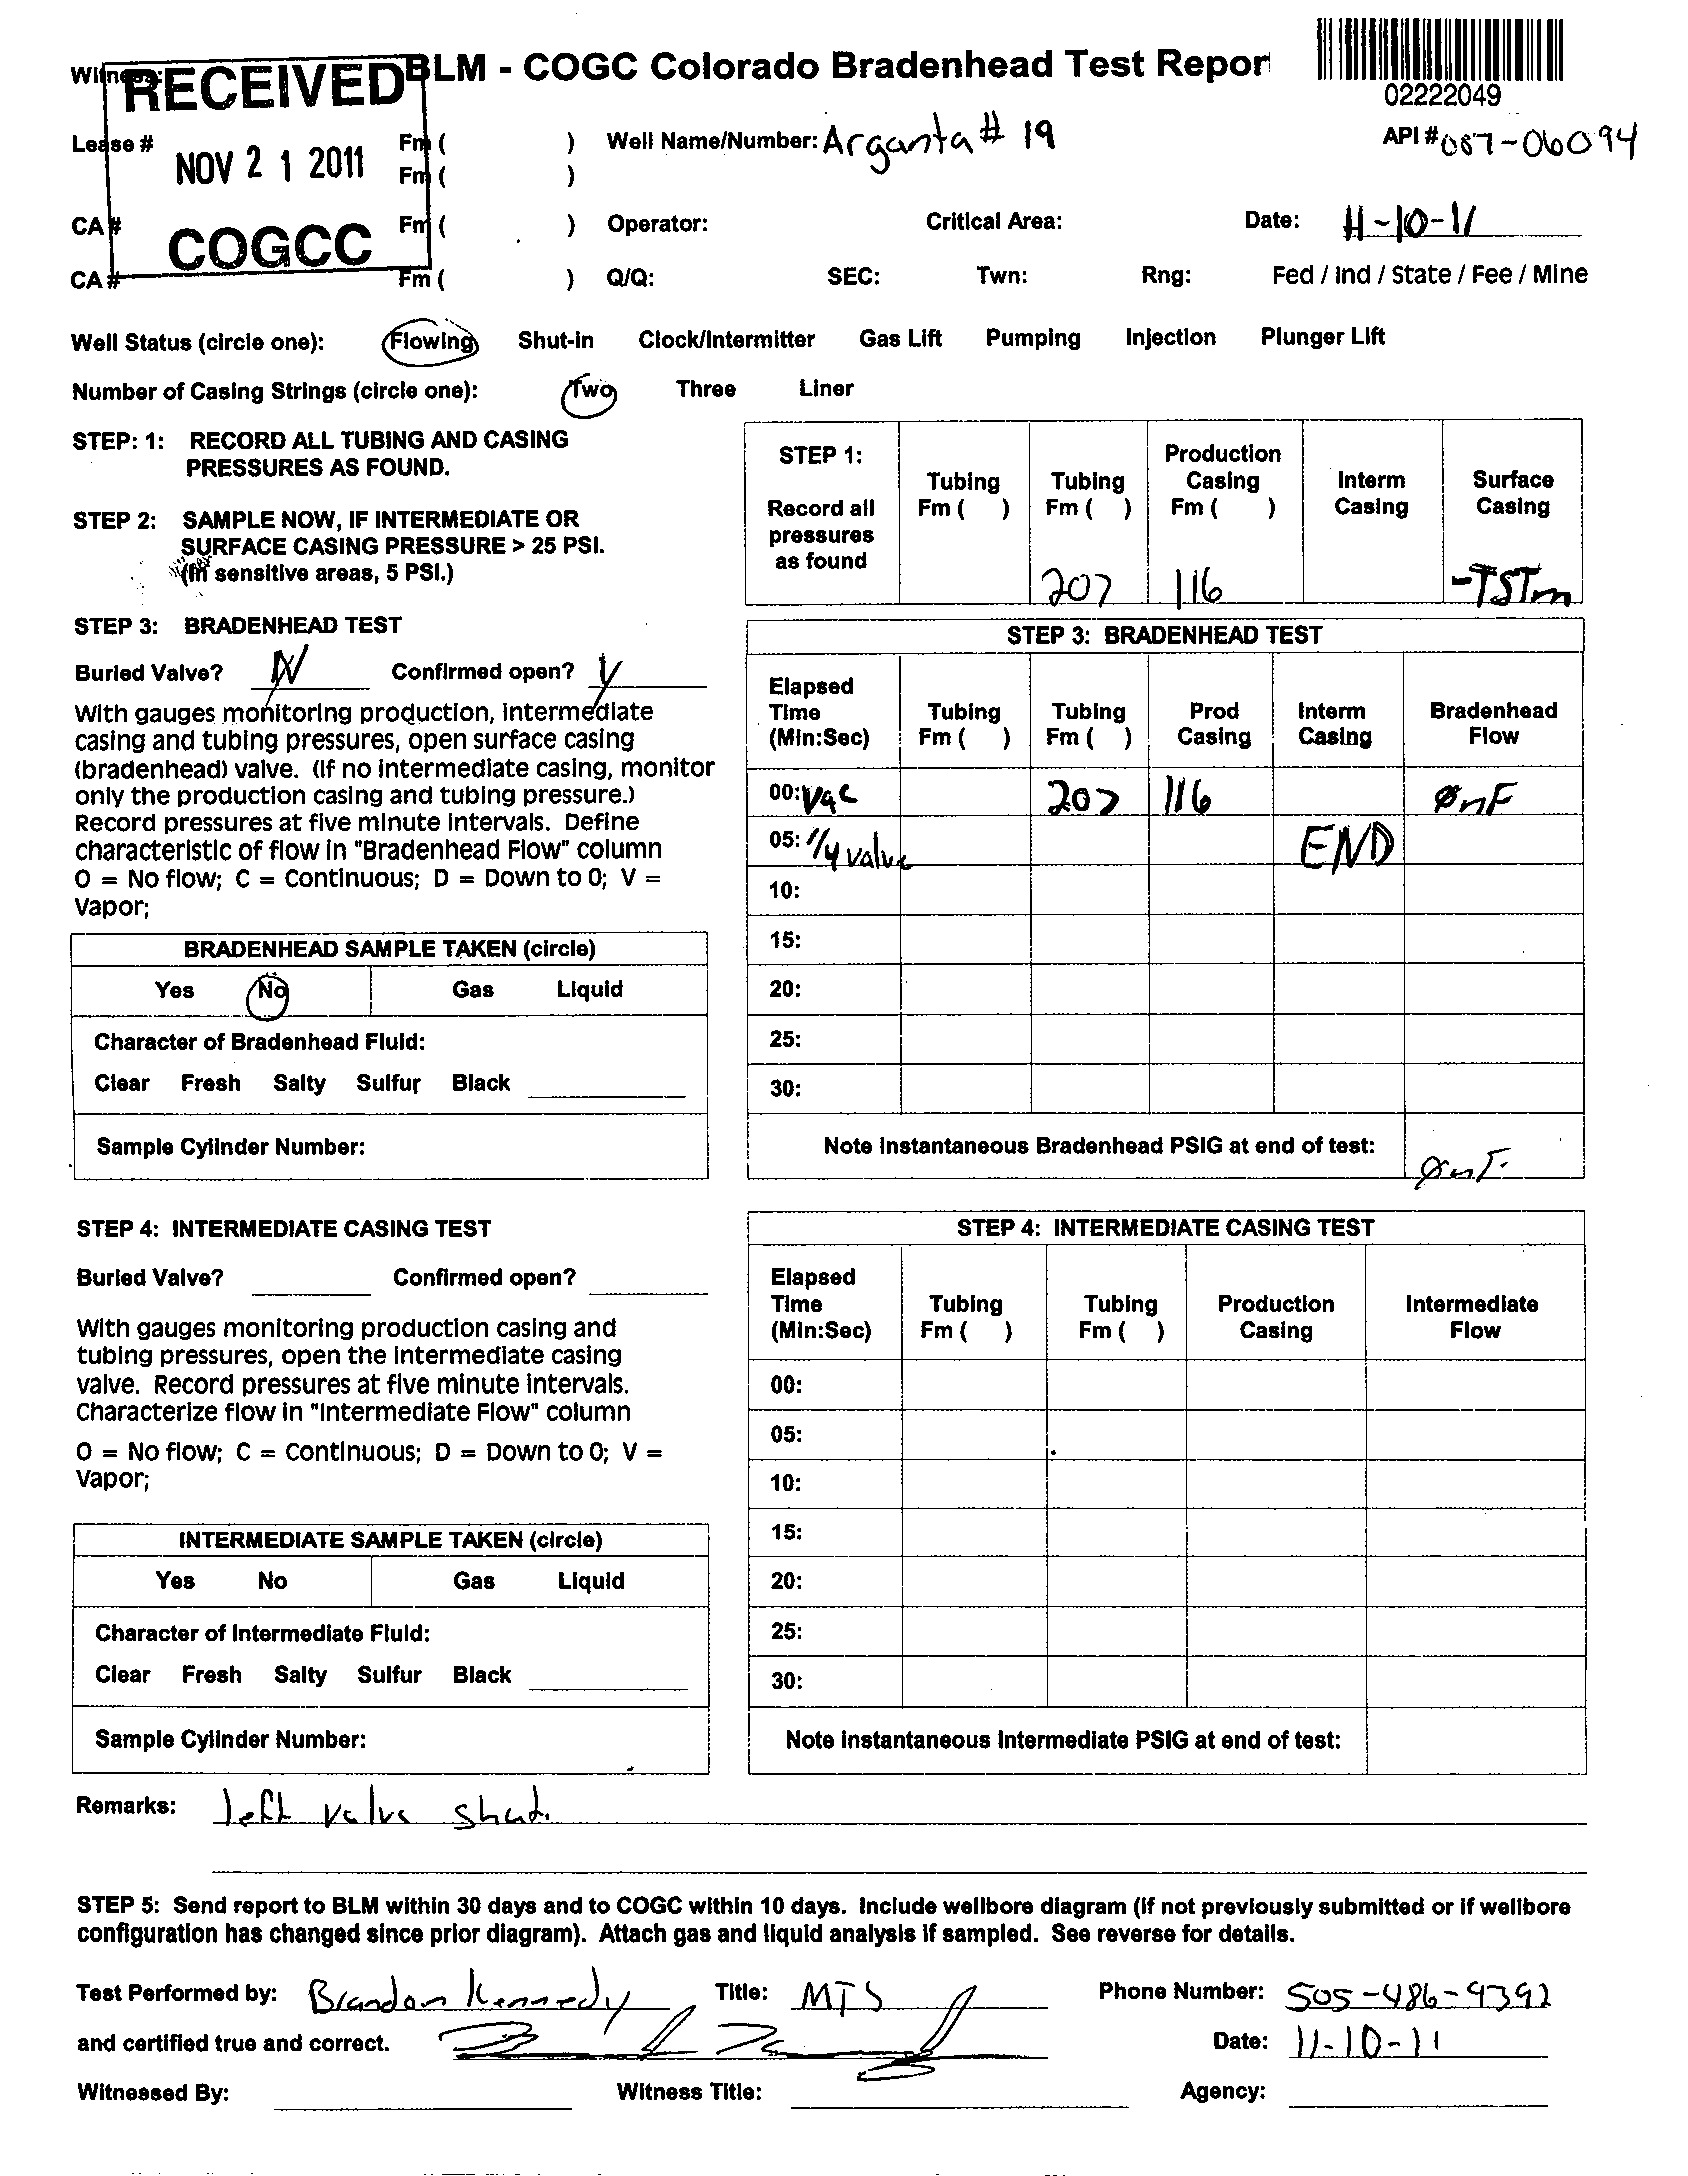 Witness: BLM - COGC Colorado Bradenhead Test Repor
RECEIVED
NOV 21 2011
COGCC
02222049
Lease # Fm ( ) Well Name/Number: Arganta # 19 API # 067-06094
Fm ( )
CA # Fm ( ) Operator: Critical Area: Date: 11-10-11
CA # Fm ( ) Q/Q: SEC: Twn: Rng: Fed / Ind / State / Fee / Mine
Well Status (circle one): Flowing Shut-In Clock/Intermitter Gas Lift Pumping Injection Plunger Lift
Number of Casing Strings (circle one): Two Three Liner
STEP: 1: RECORD ALL TUBING AND CASING
PRESSURES AS FOUND.
STEP 2: SAMPLE NOW, IF INTERMEDIATE OR
SURFACE CASING PRESSURE > 25 PSI.
(In sensitive areas, 5 PSI.)
STEP 1:
Record all
pressures
as found
Tubing
Fm ( )
Tubing
Fm ( )
Production
Casing
Fm ( )
Interm
Casing
Surface
Casing
207 116 -TSTm
STEP 3: BRADENHEAD TEST
Buried Valve? N Confirmed open? Y
With gauges monitoring production, intermediate
casing and tubing pressures, open surface casing
(bradenhead) valve. (If no intermediate casing, monitor
only the production casing and tubing pressure.)
Record pressures at five minute intervals. Define
characteristic of flow in "Bradenhead Flow" column
O = No flow; C = Continuous; D = Down to 0; V =
Vapor;
BRADENHEAD SAMPLE TAKEN (circle)
Yes No Gas Liquid
Character of Bradenhead Fluid:
Clear Fresh Salty Sulfur Black
Sample Cylinder Number:
STEP 3: BRADENHEAD TEST
Elapsed
Time
(Min:Sec)
Tubing
Fm ( )
Tubing
Fm ( )
Prod
Casing
Interm
Casing
Bradenhead
Flow
00: Vac 207 116 ØnF
05: 1/4 valve END
10:
15:
20:
25:
30:
Note Instantaneous Bradenhead PSIG at end of test: ØnF.
STEP 4: INTERMEDIATE CASING TEST
Buried Valve? Confirmed open?
With gauges monitoring production casing and
tubing pressures, open the intermediate casing
valve. Record pressures at five minute intervals.
Characterize flow in "Intermediate Flow" column
O = No flow; C = Continuous; D = Down to 0; V =
Vapor;
INTERMEDIATE SAMPLE TAKEN (circle)
Yes No Gas Liquid
Character of Intermediate Fluid:
Clear Fresh Salty Sulfur Black
Sample Cylinder Number:
STEP 4: INTERMEDIATE CASING TEST
Elapsed
Time
(Min:Sec)
Tubing
Fm ( )
Tubing
Fm ( )
Production
Casing
Intermediate
Flow
00:
05:
10:
15:
20:
25:
30:
Note Instantaneous Intermediate PSIG at end of test:
Remarks: left valve shut.
STEP 5: Send report to BLM within 30 days and to COGC within 10 days. Include wellbore diagram (if not previously submitted or if wellbore
configuration has changed since prior diagram). Attach gas and liquid analysis if sampled. See reverse for details.
Test Performed by: Brandon Kennedy Title: MTS Phone Number: 505-486-9392
and certified true and correct. Date: 11-10-11
Witnessed By: Witness Title: Agency: